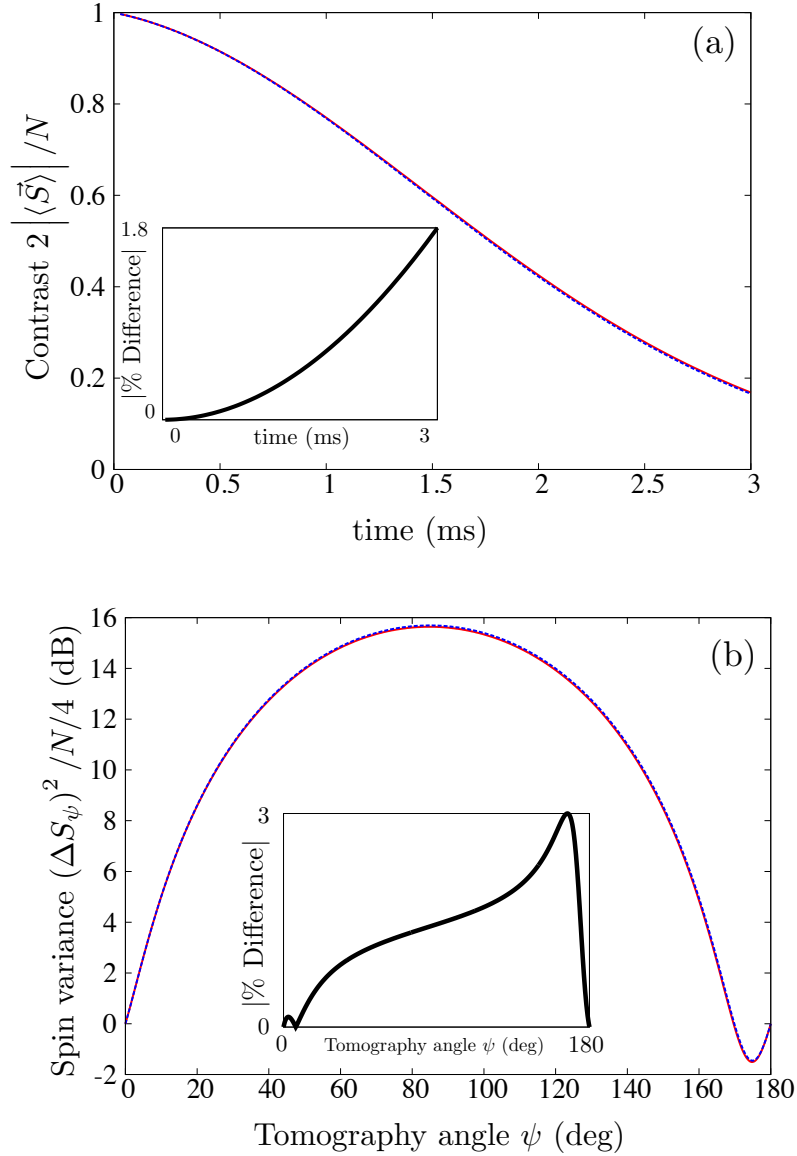 (a)
Contrast 2 |⟨S⃗⟩| /N
1
0.8
0.6
0.4
0.2
0
0 0.5 1 1.5 2 2.5 3
time (ms)
|% Difference|
1.8
0
0 time (ms) 3
(b)
Spin variance (ΔS_ψ)² /N/4 (dB)
16
14
12
10
8
6
4
2
0
-2
0 20 40 60 80 100 120 140 160 180
Tomography angle ψ (deg)
|% Difference|
3
0
0 Tomography angle ψ (deg) 180